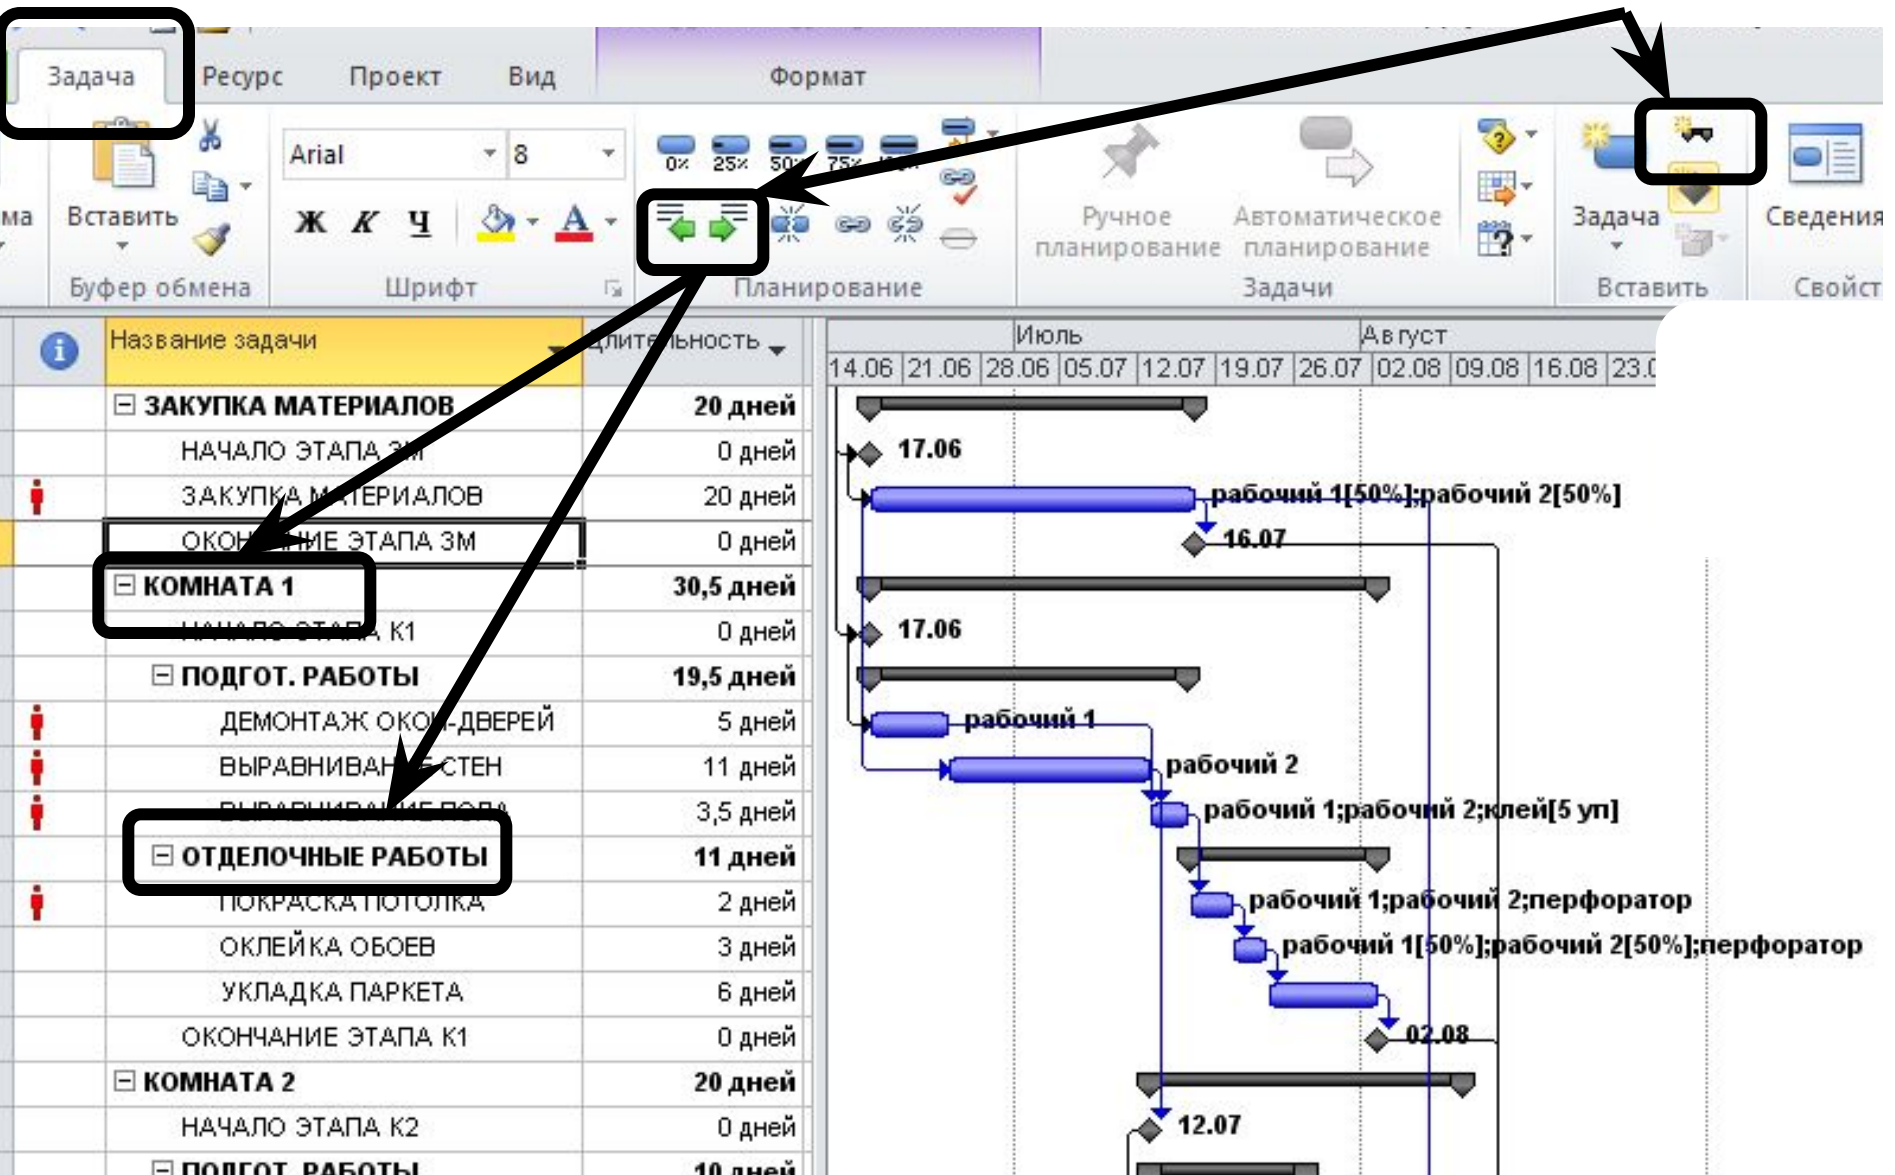 Задача Ресурс Проект Вид Формат
Arial 8
0% 25% 50% 75%
ма Вставить Ж К Ч Ручное планирование Автоматическое планирование Задача Сведения
Буфер обмена Шрифт Планирование Задачи Вставить Свойст
Название задачи Длительность Июль Август
14.06 21.06 28.06 05.07 12.07 19.07 26.07 02.08 09.08 16.08 23.0
ЗАКУПКА МАТЕРИАЛОВ 20 дней
НАЧАЛО ЭТАПА ЗМ 0 дней 17.06
ЗАКУПКА МАТЕРИАЛОВ 20 дней рабочий 1[50%];рабочий 2[50%]
ОКОНЧАНИЕ ЭТАПА ЗМ 0 дней 16.07
КОМНАТА 1 30,5 дней
НАЧАЛО ЭТАПА К1 0 дней 17.06
ПОДГОТ. РАБОТЫ 19,5 дней
ДЕМОНТАЖ ОКОН-ДВЕРЕЙ 5 дней рабочий 1
ВЫРАВНИВАНИЕ СТЕН 11 дней рабочий 2
ВЫРАВНИВАНИЕ ПОЛА 3,5 дней рабочий 1;рабочий 2;клей[5 уп]
ОТДЕЛОЧНЫЕ РАБОТЫ 11 дней
ПОКРАСКА ПОТОЛКА 2 дней рабочий 1;рабочий 2;перфоратор
ОКЛЕЙКА ОБОЕВ 3 дней рабочий 1[50%];рабочий 2[50%];перфоратор
УКЛАДКА ПАРКЕТА 6 дней
ОКОНЧАНИЕ ЭТАПА К1 0 дней 02.08
КОМНАТА 2 20 дней
НАЧАЛО ЭТАПА К2 0 дней 12.07
ПОДГОТ. РАБОТЫ 10 дней